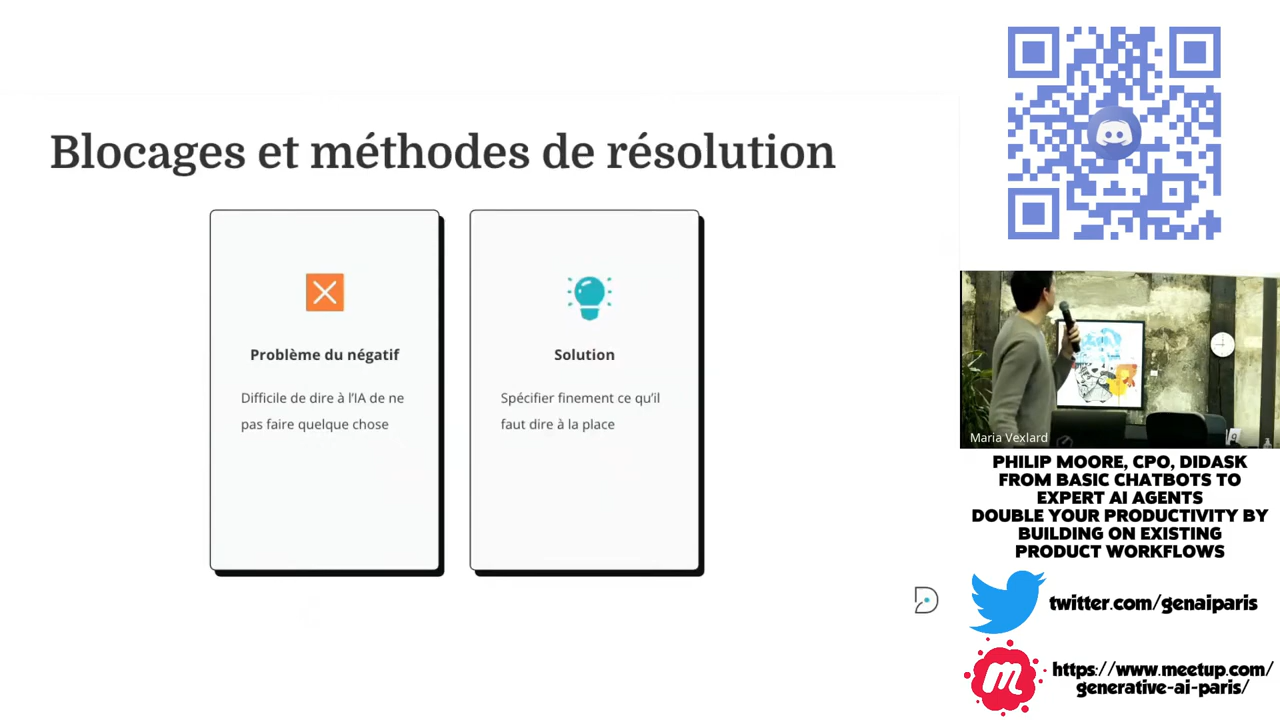 Blocages et méthodes de résolution
Problème du négatif
Difficile de dire à l'IA de ne
pas faire quelque chose
Solution
Spécifier finement ce qu'il
faut dire à la place
Maria Vexlard
PHILIP MOORE, CPO, DIDASK
FROM BASIC CHATBOTS TO
EXPERT AI AGENTS
DOUBLE YOUR PRODUCTIVITY BY
BUILDING ON EXISTING
PRODUCT WORKFLOWS
twitter.com/genaiparis
https://www.meetup.com/
generative-ai-paris/